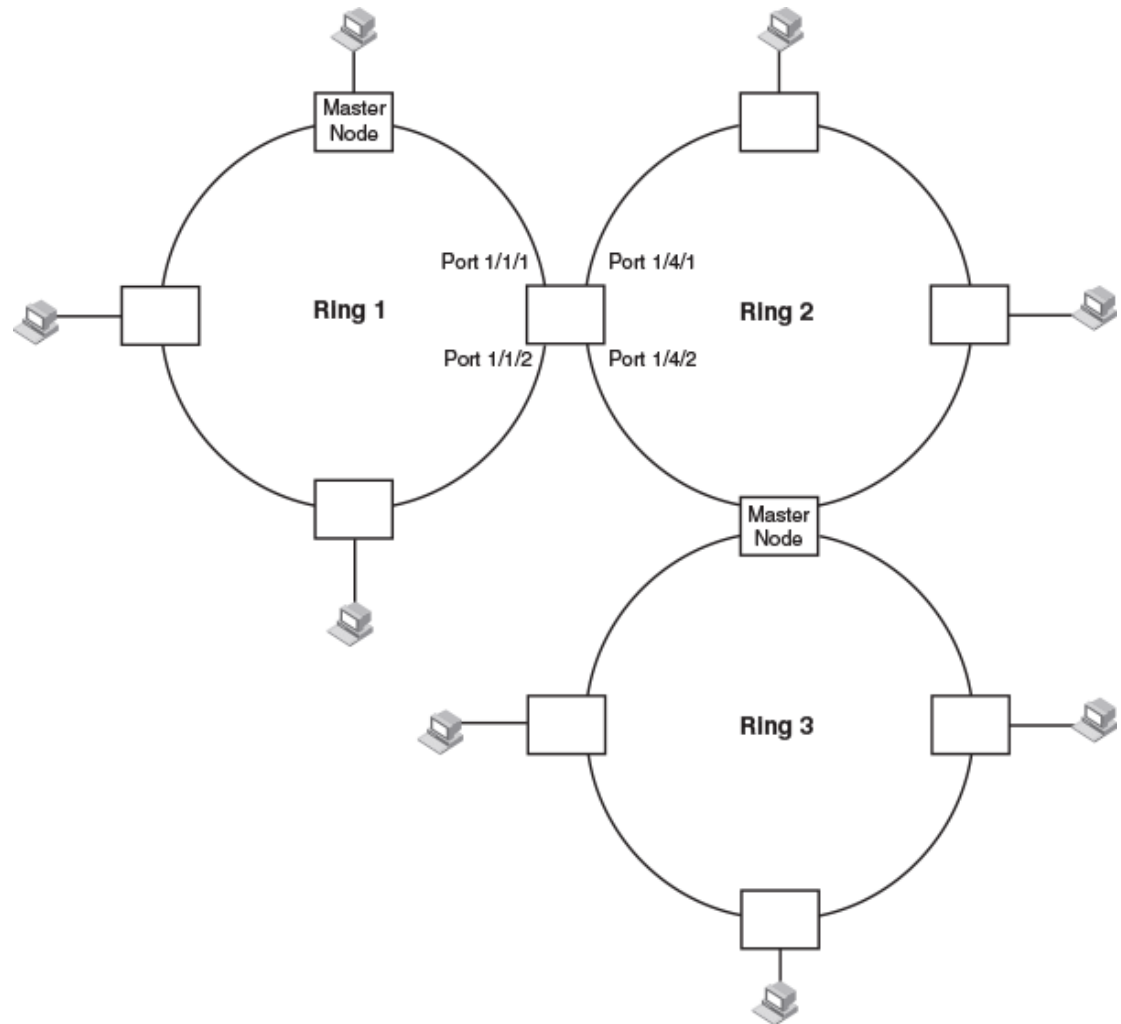 Master
Node
Port 1/1/1
Port 1/4/1
Ring 1
Ring 2
Port 1/1/2
Port 1/4/2
Master
Node
Ring 3